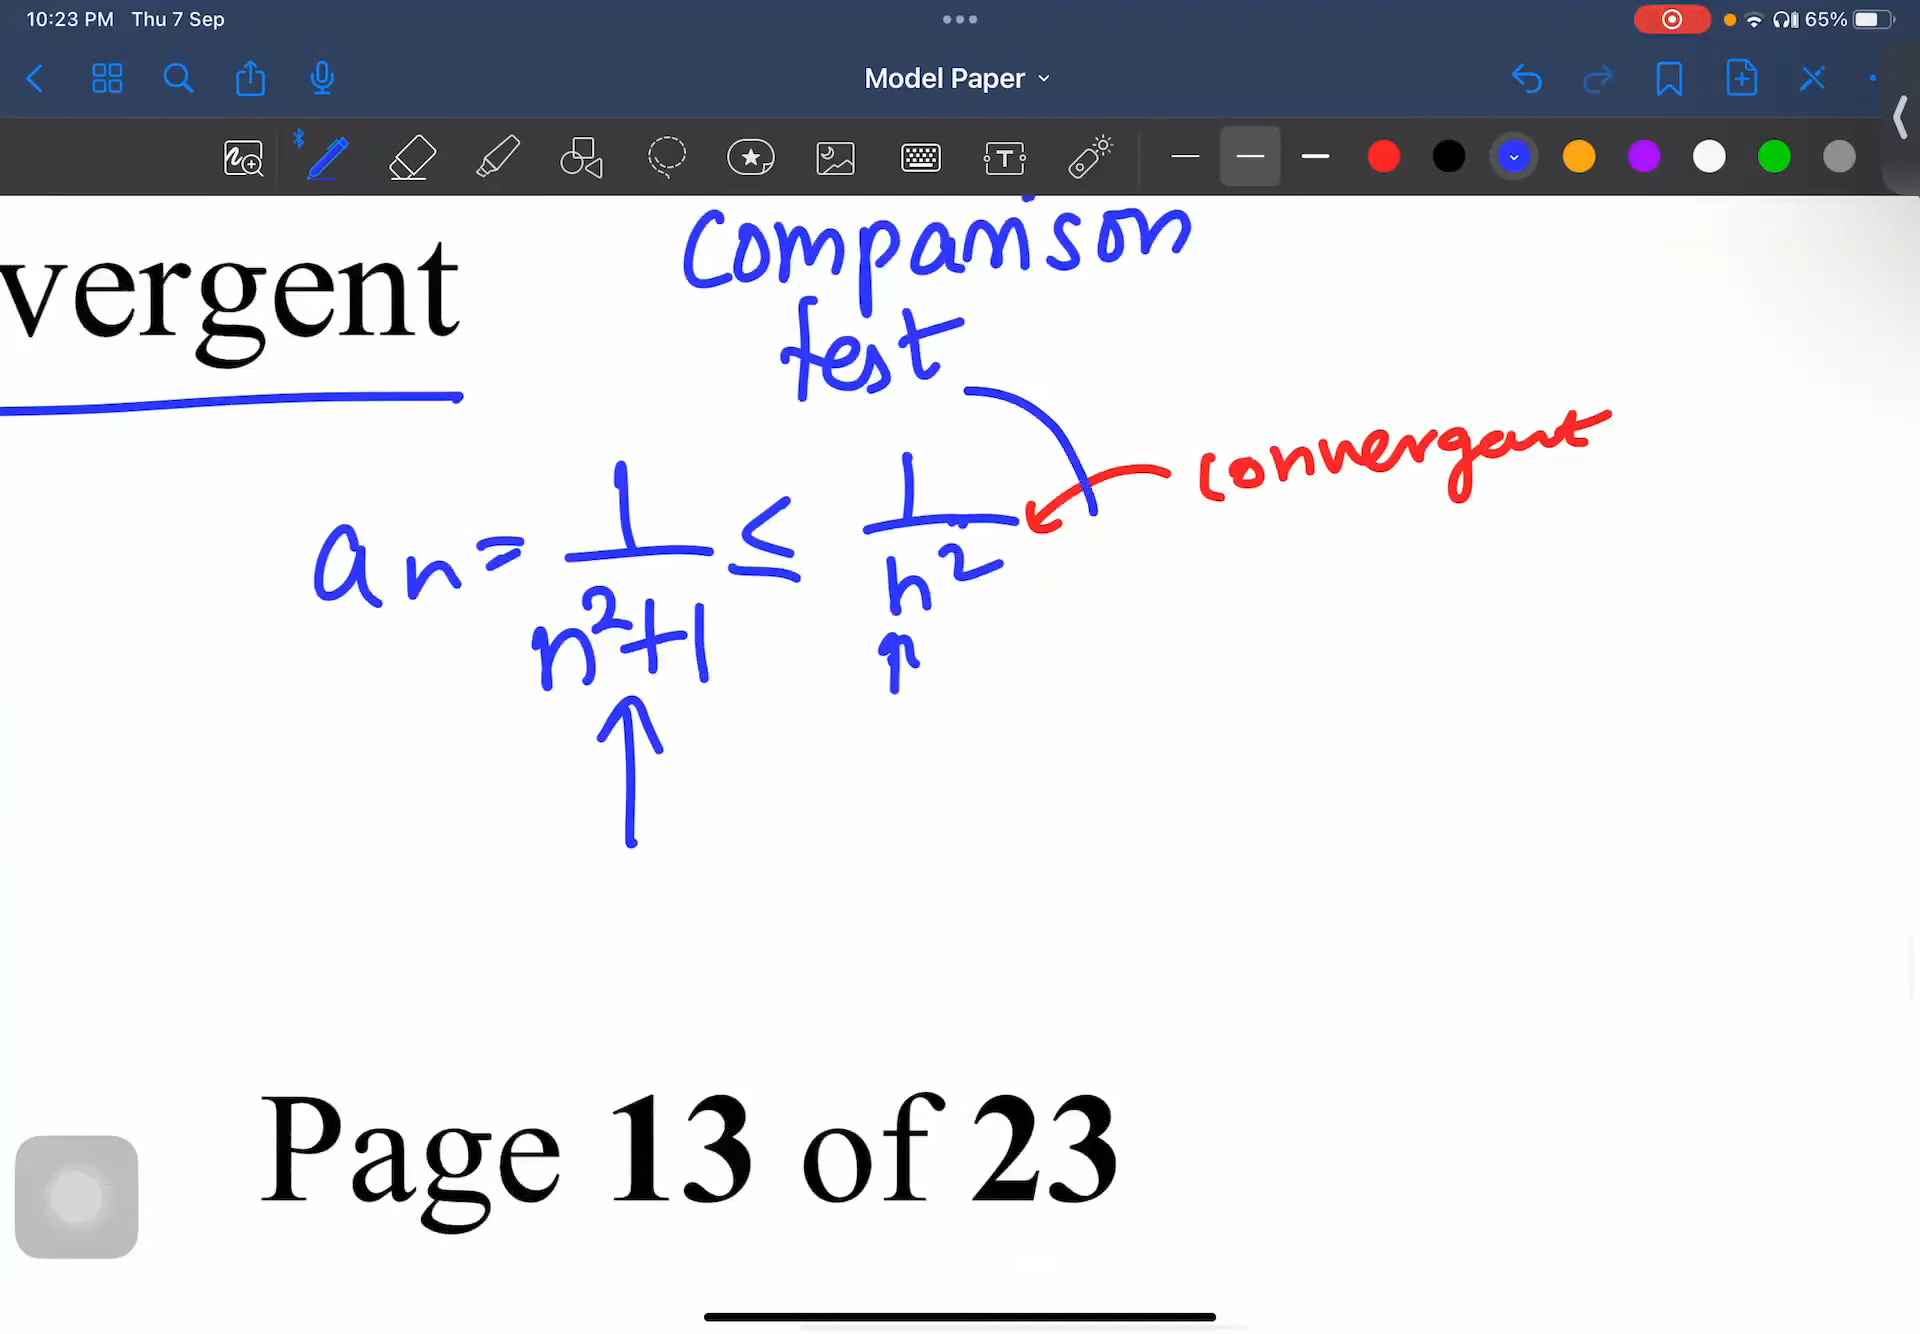 10:23 PM Thu 7 Sep
65%
Model Paper
T
vergent
Comparison
test
convergent
an = 1/(n²+1) ≤ 1/n²
Page 13 of 23